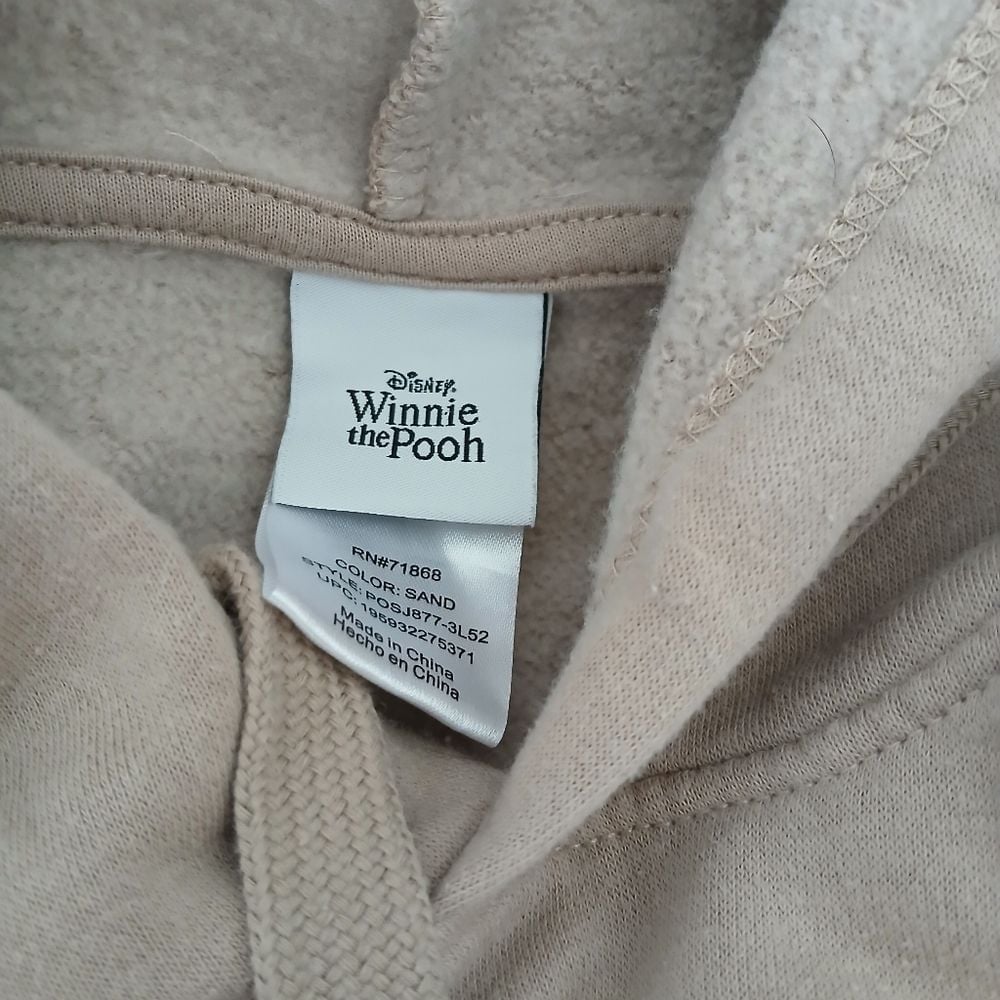 Disney
Winnie
the Pooh
RN#71868
COLOR: SAND
STYLE: POSJ877-3L52
UPC: 195932275371
Made in China
Hecho en China